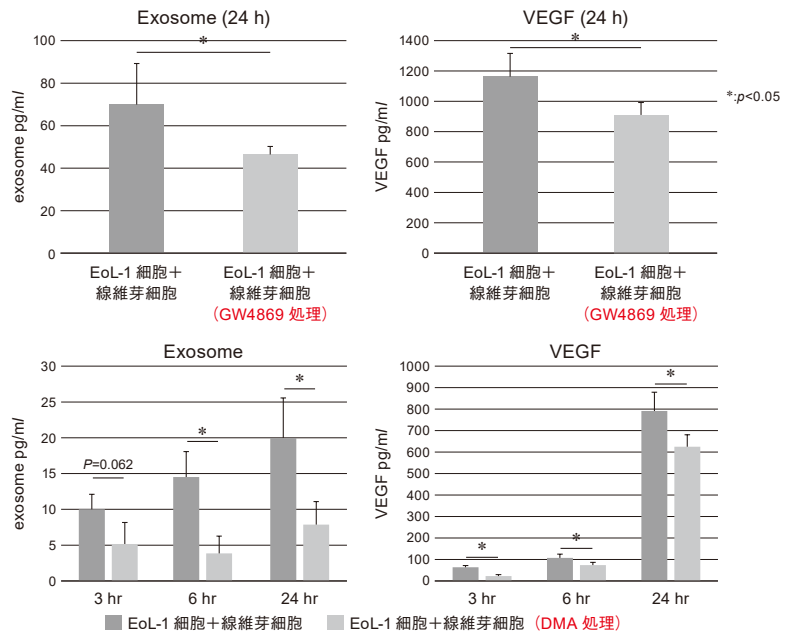 Exosome (24 h)
exosome pg/ml
100
80
60
40
20
0
*
EoL-1 細胞＋
線維芽細胞
EoL-1 細胞＋
線維芽細胞
（GW4869 処理）
VEGF (24 h)
VEGF pg/ml
1400
1200
1000
800
600
400
200
0
*
EoL-1 細胞＋
線維芽細胞
EoL-1 細胞＋
線維芽細胞
（GW4869 処理）
*:p<0.05
Exosome
exosome pg/ml
30
25
20
15
10
5
0
P=0.062
*
*
3 hr
6 hr
24 hr
VEGF
VEGF pg/ml
1000
900
800
700
600
500
400
300
200
100
0
*
*
*
3 hr
6 hr
24 hr
EoL-1 細胞＋線維芽細胞
EoL-1 細胞＋線維芽細胞（DMA 処理）